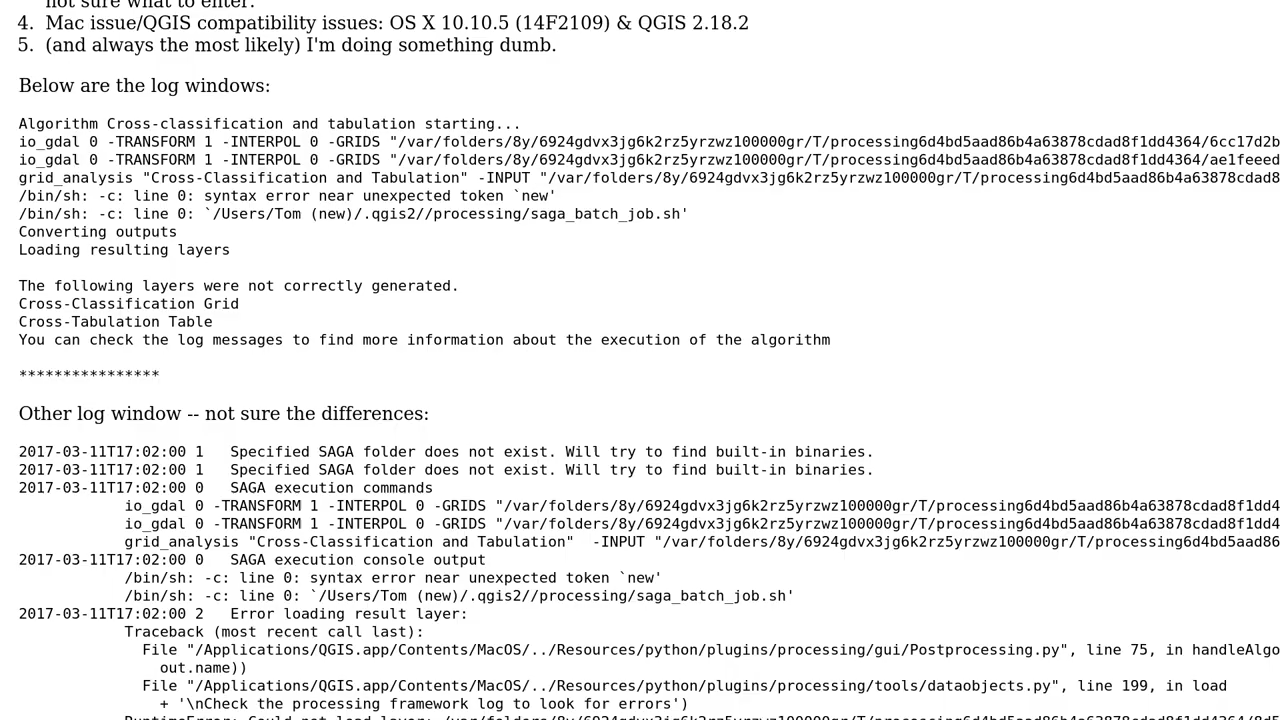 not sure what to enter.
4. Mac issue/QGIS compatibility issues: OS X 10.10.5 (14F2109) & QGIS 2.18.2
5. (and always the most likely) I'm doing something dumb.
Below are the log windows:
Algorithm Cross-classification and tabulation starting...
io_gdal 0 -TRANSFORM 1 -INTERPOL 0 -GRIDS "/var/folders/8y/6924gdvx3jg6k2rz5yrzwz100000gr/T/processing6d4bd5aad86b4a63878cdad8f1dd4364/6cc17d2b
io_gdal 0 -TRANSFORM 1 -INTERPOL 0 -GRIDS "/var/folders/8y/6924gdvx3jg6k2rz5yrzwz100000gr/T/processing6d4bd5aad86b4a63878cdad8f1dd4364/ae1feeed
grid_analysis "Cross-Classification and Tabulation" -INPUT "/var/folders/8y/6924gdvx3jg6k2rz5yrzwz100000gr/T/processing6d4bd5aad86b4a63878cdad8
/bin/sh: -c: line 0: syntax error near unexpected token `new'
/bin/sh: -c: line 0: `/Users/Tom (new)/.qgis2//processing/saga_batch_job.sh'
Converting outputs
Loading resulting layers
The following layers were not correctly generated.
Cross-Classification Grid
Cross-Tabulation Table
You can check the log messages to find more information about the execution of the algorithm
****************
Other log window -- not sure the differences:
2017-03-11T17:02:00 1 Specified SAGA folder does not exist. Will try to find built-in binaries.
2017-03-11T17:02:00 1 Specified SAGA folder does not exist. Will try to find built-in binaries.
2017-03-11T17:02:00 0 SAGA execution commands
io_gdal 0 -TRANSFORM 1 -INTERPOL 0 -GRIDS "/var/folders/8y/6924gdvx3jg6k2rz5yrzwz100000gr/T/processing6d4bd5aad86b4a63878cdad8f1dd4
io_gdal 0 -TRANSFORM 1 -INTERPOL 0 -GRIDS "/var/folders/8y/6924gdvx3jg6k2rz5yrzwz100000gr/T/processing6d4bd5aad86b4a63878cdad8f1dd4
grid_analysis "Cross-Classification and Tabulation"  -INPUT "/var/folders/8y/6924gdvx3jg6k2rz5yrzwz100000gr/T/processing6d4bd5aad86
2017-03-11T17:02:00 0 SAGA execution console output
/bin/sh: -c: line 0: syntax error near unexpected token `new'
/bin/sh: -c: line 0: `/Users/Tom (new)/.qgis2//processing/saga_batch_job.sh'
2017-03-11T17:02:00 2 Error loading result layer:
Traceback (most recent call last):
File "/Applications/QGIS.app/Contents/MacOS/../Resources/python/plugins/processing/gui/Postprocessing.py", line 75, in handleAlgo
out.name))
File "/Applications/QGIS.app/Contents/MacOS/../Resources/python/plugins/processing/tools/dataobjects.py", line 199, in load
+ '\nCheck the processing framework log to look for errors')
RuntimeError: Could not load layer: /var/folders/8y/6924gdvx3jg6k2rz5yrzwz100000gr/T/processing6d4bd5aad86b4a63878cdad8f1dd4364/8d5